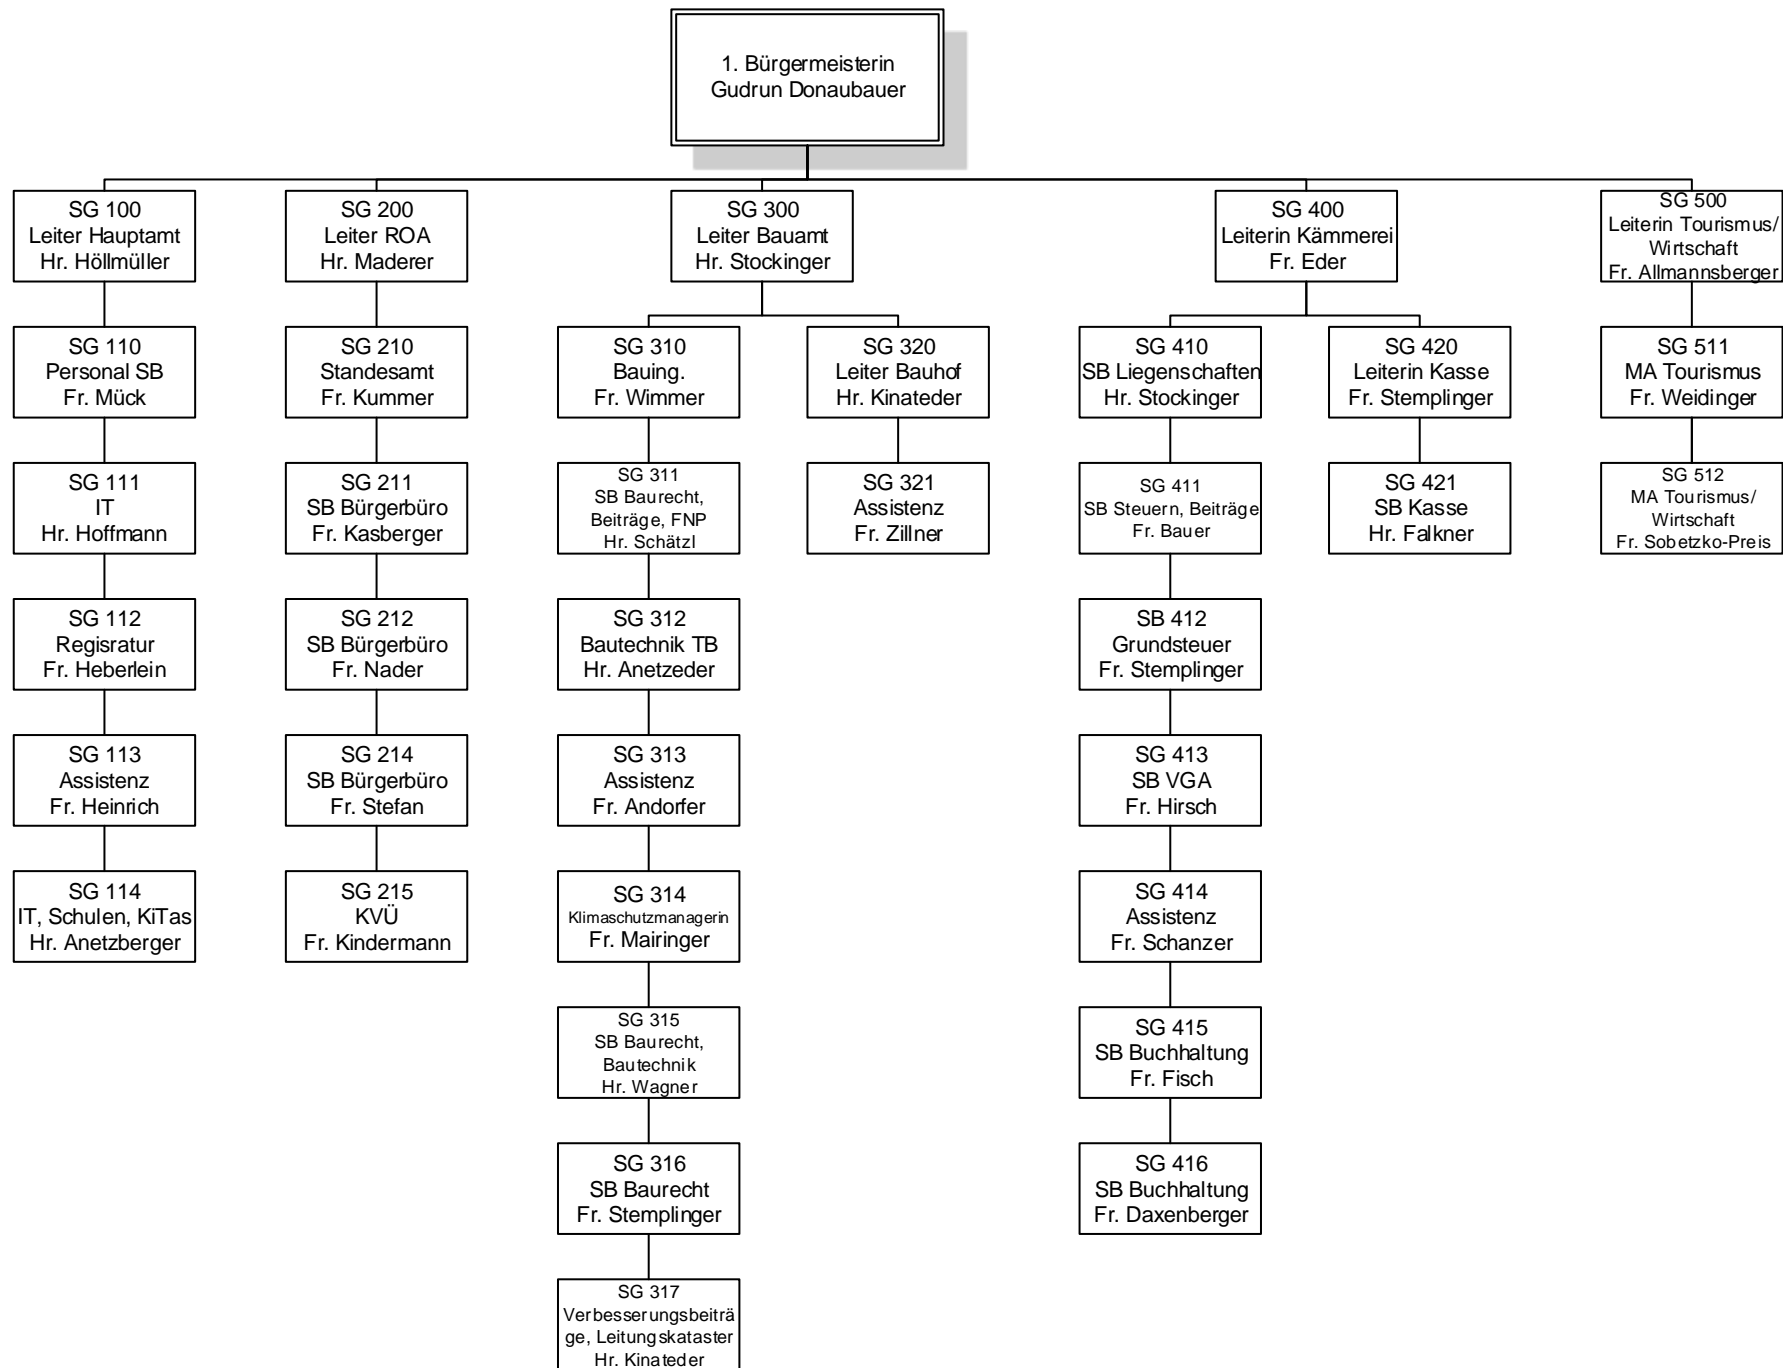 1. Bürgermeisterin
Gudrun Donaubauer
SG 100
Leiter Hauptamt
Hr. Höllmüller
SG 200
Leiter ROA
Hr. Maderer
SG 300
Leiter Bauamt
Hr. Stockinger
SG 400
Leiterin Kämmerei
Fr. Eder
SG 500
Leiterin Tourismus/
Wirtschaft
Fr. Allmannsberger
SG 110
Personal SB
Fr. Mück
SG 210
Standesamt
Fr. Kummer
SG 310
Bauing.
Fr. Wimmer
SG 320
Leiter Bauhof
Hr. Kinateder
SG 410
SB Liegenschaften
Hr. Stockinger
SG 420
Leiterin Kasse
Fr. Stemplinger
SG 511
MA Tourismus
Fr. Weidinger
SG 111
IT
Hr. Hoffmann
SG 211
SB Bürgerbüro
Fr. Kasberger
SG 311
SB Baurecht,
Beiträge, FNP
Hr. Schätzl
SG 321
Assistenz
Fr. Zillner
SG 411
SB Steuern, Beiträge
Fr. Bauer
SG 421
SB Kasse
Hr. Falkner
SG 512
MA Tourismus/
Wirtschaft
Fr. Sobetzko-Preis
SG 112
Regisratur
Fr. Heberlein
SG 212
SB Bürgerbüro
Fr. Nader
SG 312
Bautechnik TB
Hr. Anetzeder
SB 412
Grundsteuer
Fr. Stemplinger
SG 113
Assistenz
Fr. Heinrich
SG 214
SB Bürgerbüro
Fr. Stefan
SG 313
Assistenz
Fr. Andorfer
SG 413
SB VGA
Fr. Hirsch
SG 114
IT, Schulen, KiTas
Hr. Anetzberger
SG 215
KVÜ
Fr. Kindermann
SG 314
Klimaschutzmanagerin
Fr. Mairinger
SG 414
Assistenz
Fr. Schanzer
SG 315
SB Baurecht,
Bautechnik
Hr. Wagner
SG 415
SB Buchhaltung
Fr. Fisch
SG 316
SB Baurecht
Fr. Stemplinger
SG 416
SB Buchhaltung
Fr. Daxenberger
SG 317
Verbesserungsbeiträ
ge, Leitungskataster
Hr. Kinateder